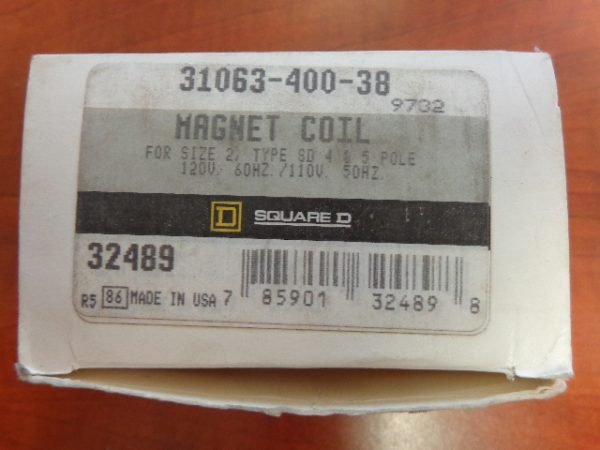 31063-400-38
9732
MAGNET COIL
FOR SIZE 2, TYPE SD 4 & 5 POLE
120V. 60HZ./110V. 50HZ.
D SQUARE D
32489
R5 86 MADE IN USA 7 85901 32489 8